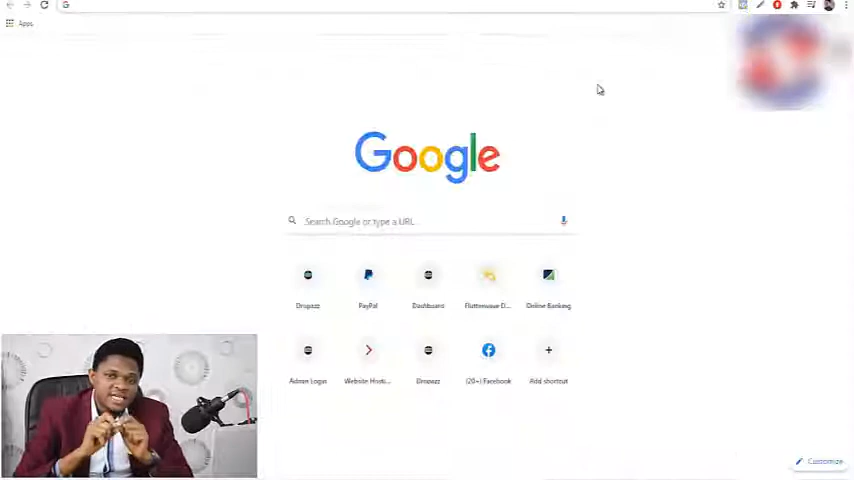 Apps
Google
Search Google or type a URL
Dropazz
PayPal
Dashboard
Flutterwave D...
Online Banking
Admin Login
Website Hosti...
Dropazz
(20+) Facebook
Add shortcut
Customize